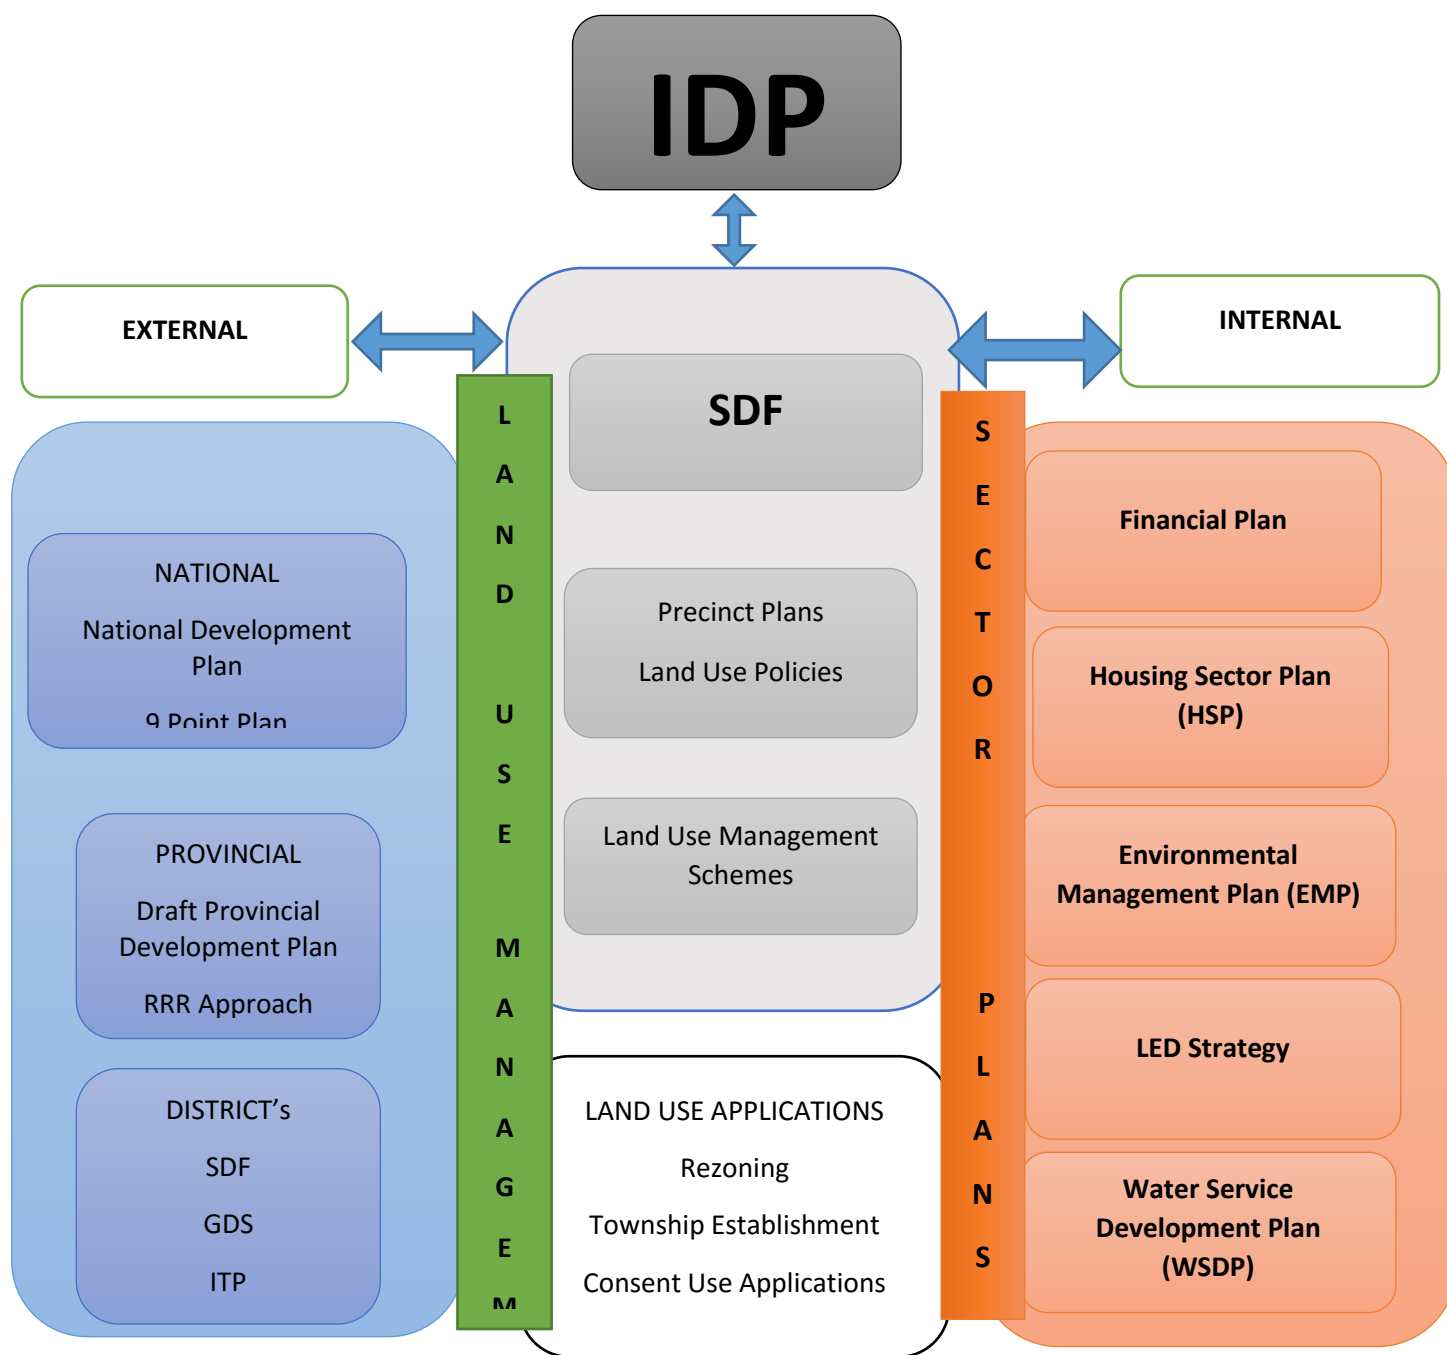 IDP
EXTERNAL
INTERNAL
NATIONAL
National Development
Plan
9 Point Plan
PROVINCIAL
Draft Provincial
Development Plan
RRR Approach
DISTRICT's
SDF
GDS
ITP
L
A
N
D
U
S
E
M
A
N
A
G
E
M
SDF
Precinct Plans
Land Use Policies
Land Use Management
Schemes
LAND USE APPLICATIONS
Rezoning
Township Establishment
Consent Use Applications
S
E
C
T
O
R
P
L
A
N
S
Financial Plan
Housing Sector Plan
(HSP)
Environmental
Management Plan (EMP)
LED Strategy
Water Service
Development Plan
(WSDP)